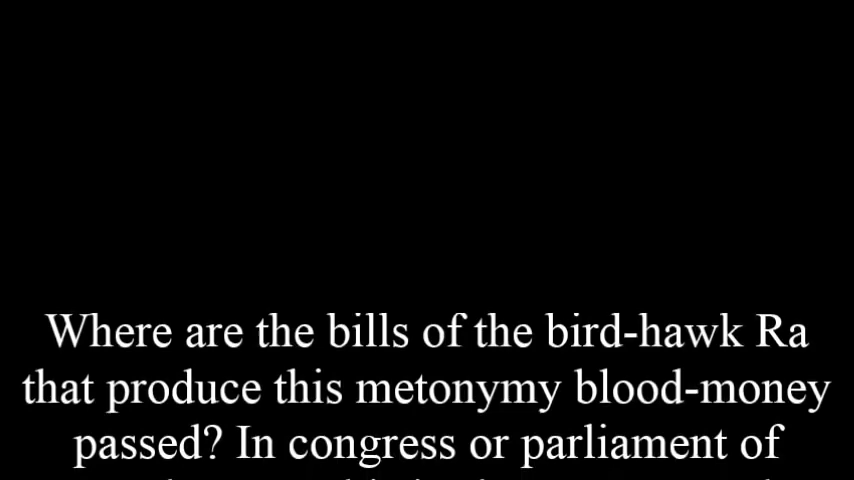 Where are the bills of the bird-hawk Ra
that produce this metonymy blood-money
passed? In congress or parliament of